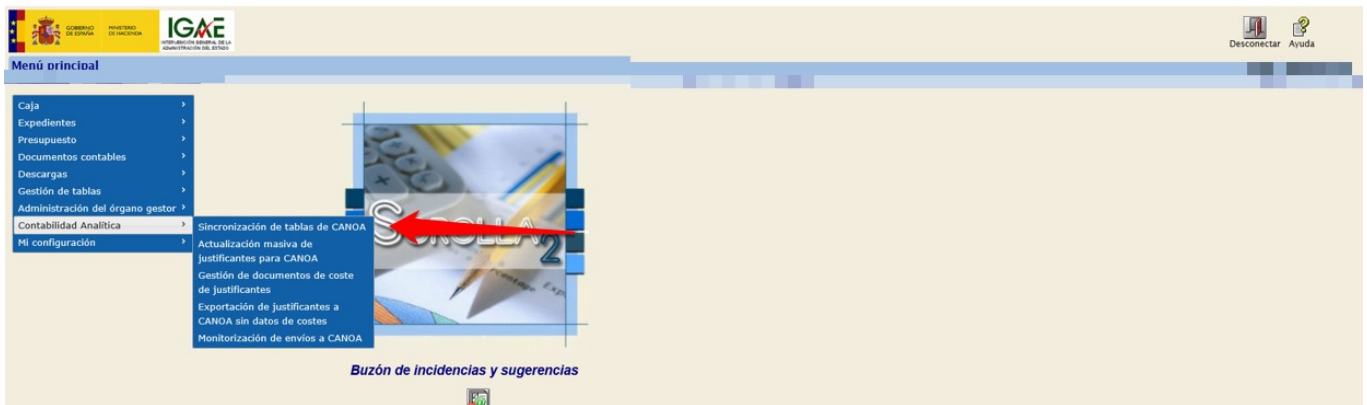 GOBIERNO
DE ESPAÑA
MINISTERIO
DE HACIENDA
IGAE
INTERVENCIÓN GENERAL DE LA
ADMINISTRACIÓN DEL ESTADO
Desconectar Ayuda
Menú principal
Caja
Expedientes
Presupuesto
Documentos contables
Descargas
Gestión de tablas
Administración del órgano gestor
Contabilidad Analítica
Mi configuración
Sincronización de tablas de CANOA
Actualización masiva de
justificantes para CANOA
Gestión de documentos de coste
de justificantes
Exportación de justificantes a
CANOA sin datos de costes
Monitorización de envíos a CANOA
SOROLLA2
Percentage
Buzón de incidencias y sugerencias